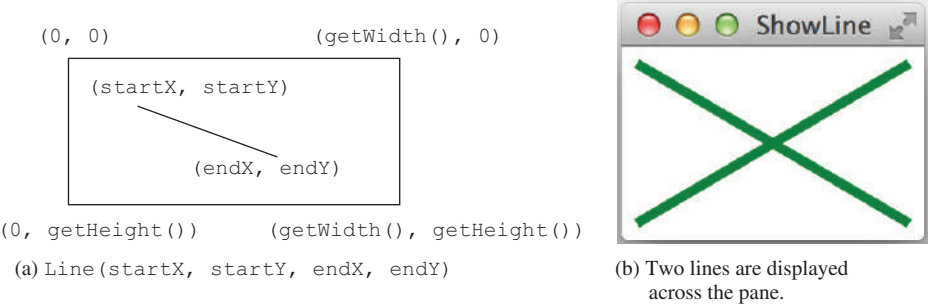 (0, 0)
(getWidth(), 0)
(startX, startY)
(endX, endY)
(0, getHeight())
(getWidth(), getHeight())
(a) Line(startX, startY, endX, endY)
ShowLine
(b) Two lines are displayed
across the pane.